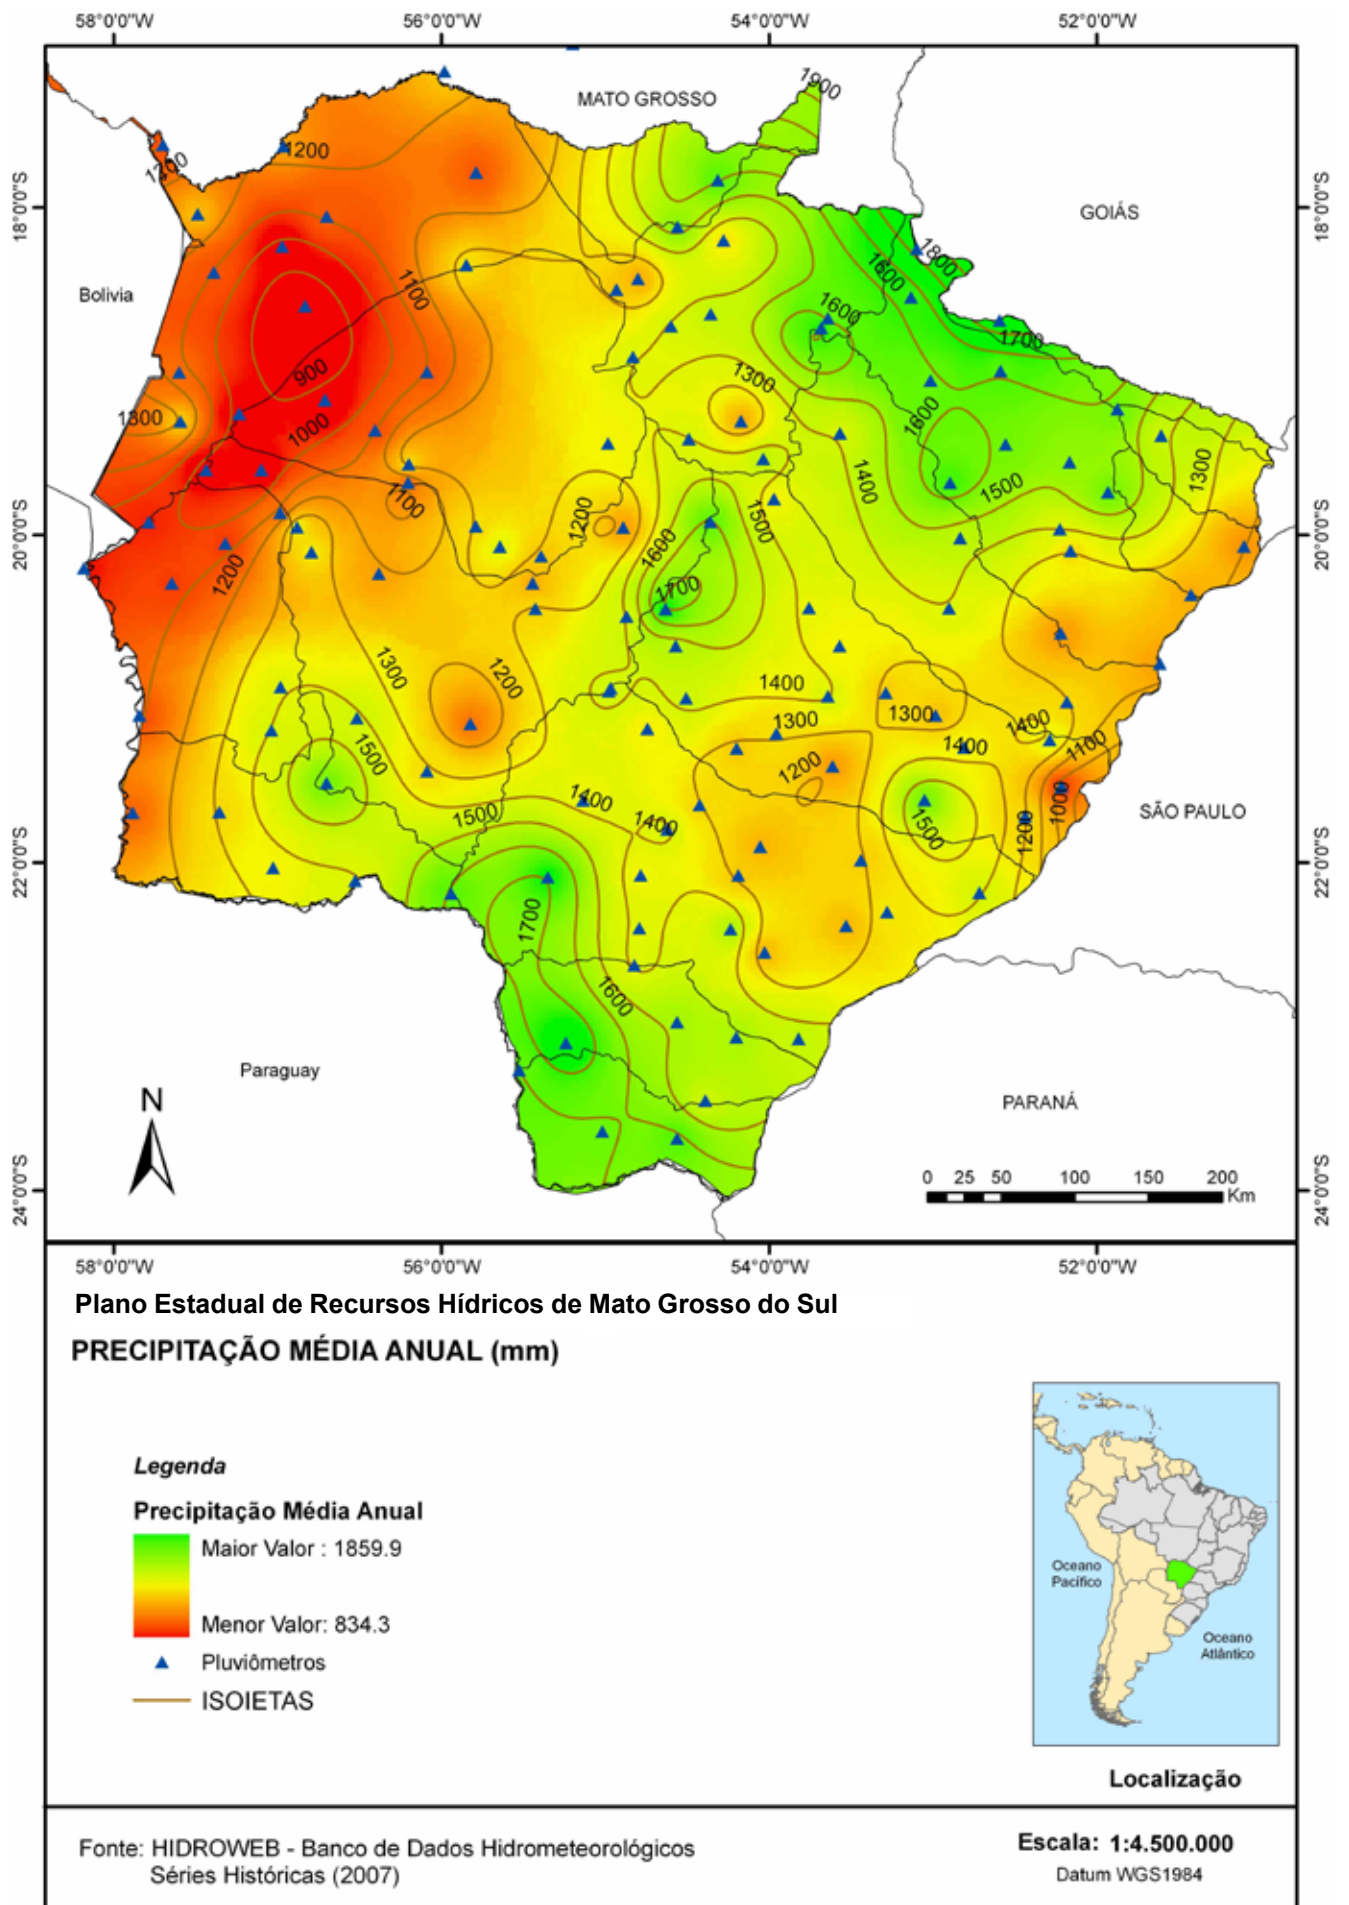 58°0'0"W 56°0'0"W 54°0'0"W 52°0'0"W
1900
MATO GROSSO
1200
1200
18°0'0"S
18°0'0"S
GOIÁS
1800
1600
1100
Bolivia
1600
1700
900
1300
1300
1600
1000
1400
1300
1500
1100
1200
1500
20°0'0"S
20°0'0"S
1600
1200
1700
1300
1200
1400
1300
1300
1400
1400
1100
1500
1200
1400
1000
SÃO PAULO
1500
1400
1500
1200
22°0'0"S
22°0'0"S
1700
1600
Paraguay
N
PARANÁ
24°0'0"S
24°0'0"S
0 25 50 100 150 200
Km
58°0'0"W 56°0'0"W 54°0'0"W 52°0'0"W
Plano Estadual de Recursos Hídricos de Mato Grosso do Sul
PRECIPITAÇÃO MÉDIA ANUAL (mm)
Legenda
Precipitação Média Anual
Maior Valor : 1859.9
Menor Valor: 834.3
Pluviômetros
ISOIETAS
Oceano
Pacífico
Oceano
Atlântico
Localização
Fonte: HIDROWEB - Banco de Dados Hidrometeorológicos
Séries Históricas (2007)
Escala: 1:4.500.000
Datum WGS1984